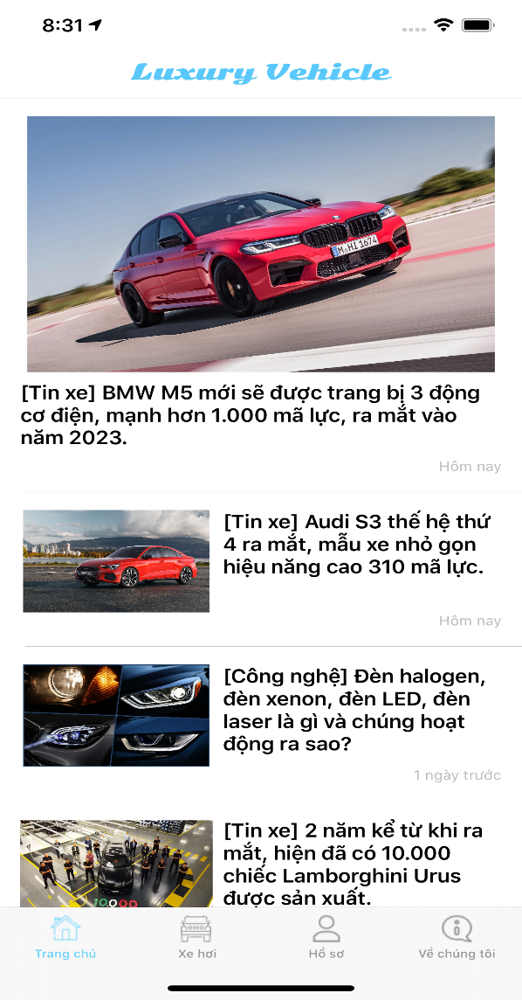 8:31
Luxury Vehicle
M HI 1674
[Tin xe] BMW M5 mới sẽ được trang bị 3 động
cơ điện, mạnh hơn 1.000 mã lực, ra mắt vào
năm 2023.
Hôm nay
[Tin xe] Audi S3 thế hệ thứ
4 ra mắt, mẫu xe nhỏ gọn
hiệu năng cao 310 mã lực.
Hôm nay
[Công nghệ] Đèn halogen,
đèn xenon, đèn LED, đèn
laser là gì và chúng hoạt
động ra sao?
1 ngày trước
[Tin xe] 2 năm kể từ khi ra
mắt, hiện đã có 10.000
chiếc Lamborghini Urus
được sản xuất.
10.000
Trang chủ
Xe hơi
Hồ sơ
Về chúng tôi